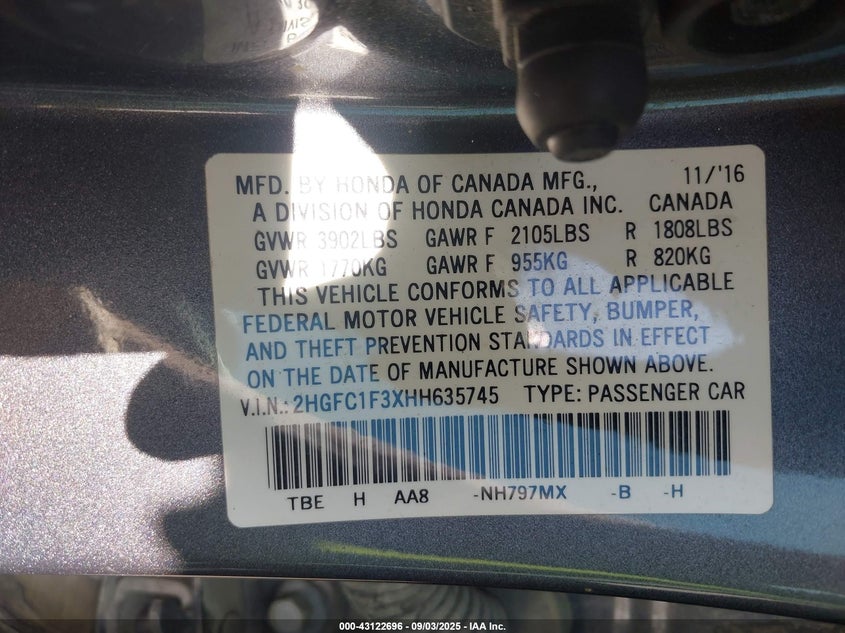 MFD. BY HONDA OF CANADA MFG., 11/'16
A DIVISION OF HONDA CANADA INC. CANADA
GVWR 3902LBS GAWR F 2105LBS R 1808LBS
GVWR 1770KG GAWR F 955KG R 820KG
THIS VEHICLE CONFORMS TO ALL APPLICABLE
FEDERAL MOTOR VEHICLE SAFETY, BUMPER,
AND THEFT PREVENTION STANDARDS IN EFFECT
ON THE DATE OF MANUFACTURE SHOWN ABOVE.
V.I.N.: 2HGFC1F3XHH635745 TYPE: PASSENGER CAR
TBE H AA8 -NH797MX -B -H
000-43122696 - 09/03/2025 - IAA Inc.